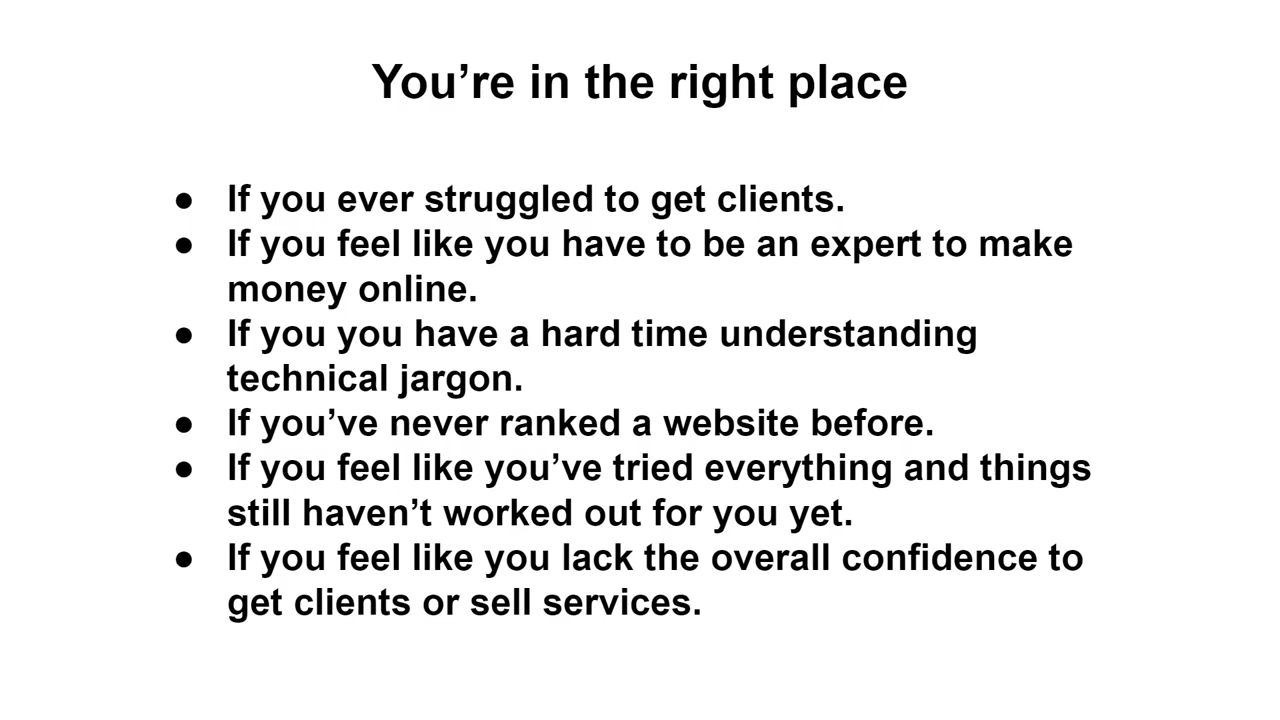 You’re in the right place
● If you ever struggled to get clients.
● If you feel like you have to be an expert to make
money online.
● If you you have a hard time understanding
technical jargon.
● If you’ve never ranked a website before.
● If you feel like you’ve tried everything and things
still haven’t worked out for you yet.
● If you feel like you lack the overall confidence to
get clients or sell services.